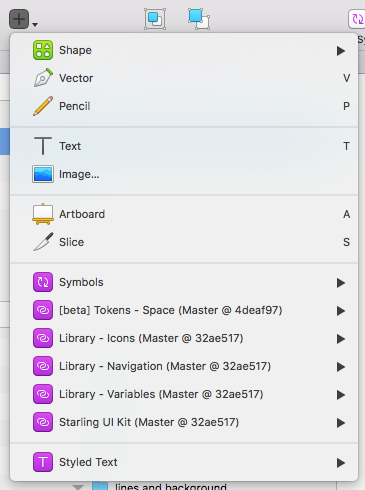 Shape
Vector V
Pencil P
Text T
Image...
Artboard A
Slice S
Symbols
[beta] Tokens - Space (Master @ 4deaf97)
Library - Icons (Master @ 32ae517)
Library - Navigation (Master @ 32ae517)
Library - Variables (Master @ 32ae517)
Starling UI Kit (Master @ 32ae517)
T Styled Text
lines and background